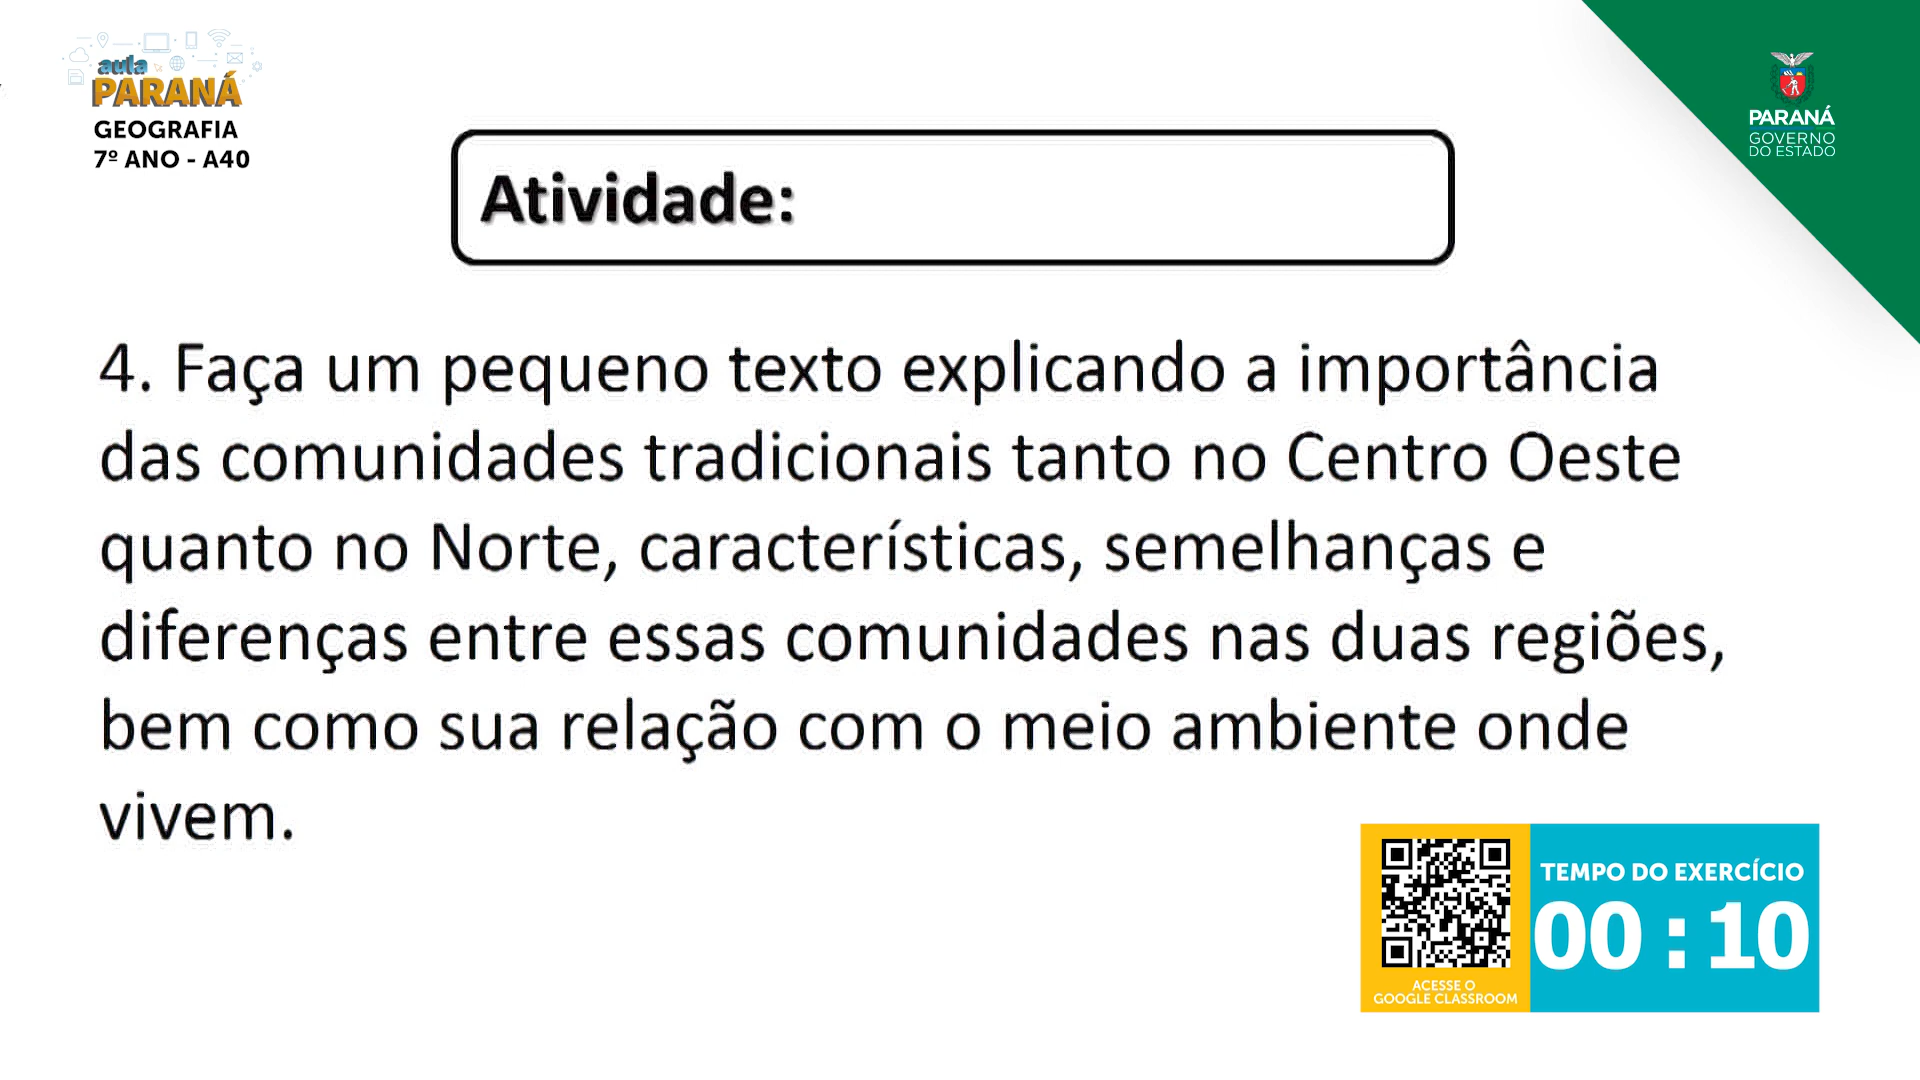 aula
PARANÁ
GEOGRAFIA
7º ANO - A40
PARANÁ
GOVERNO
DO ESTADO
Atividade:
4. Faça um pequeno texto explicando a importância
das comunidades tradicionais tanto no Centro Oeste
quanto no Norte, características, semelhanças e
diferenças entre essas comunidades nas duas regiões,
bem como sua relação com o meio ambiente onde
vivem.
TEMPO DO EXERCÍCIO
00 : 10
ACESSE O
GOOGLE CLASSROOM